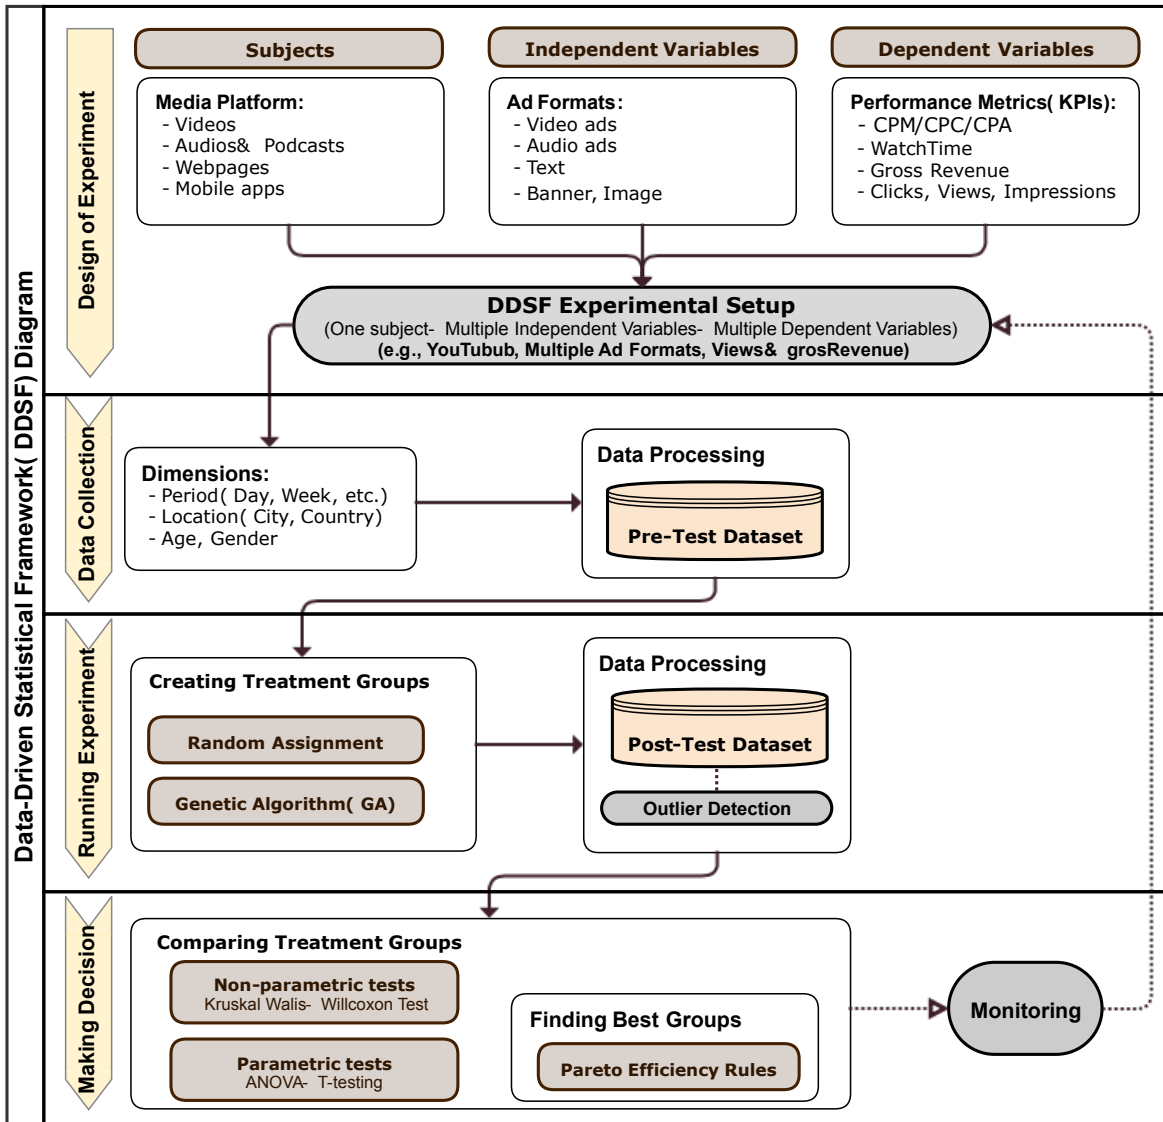 Data-Driven Statistical Framework( DDSF) Diagram
Design of Experiment
Subjects
Independent Variables
Dependent Variables
Media Platform:
- Videos
- Audios& Podcasts
- Webpages
- Mobile apps
Ad Formats:
- Video ads
- Audio ads
- Text
- Banner, Image
Performance Metrics( KPIs):
- CPM/CPC/CPA
- WatchTime
- Gross Revenue
- Clicks, Views, Impressions
DDSF Experimental Setup
(One subject- Multiple Independent Variables- Multiple Dependent Variables)
(e.g., YouTubub, Multiple Ad Formats, Views& grosRevenue)
Data Collection
Dimensions:
- Period( Day, Week, etc.)
- Location( City, Country)
- Age, Gender
Data Processing
Pre-Test Dataset
Running Experiment
Creating Treatment Groups
Random Assignment
Genetic Algorithm( GA)
Data Processing
Post-Test Dataset
Outlier Detection
Making Decision
Comparing Treatment Groups
Non-parametric tests
Kruskal Walis- Willcoxon Test
Parametric tests
ANOVA- T-testing
Finding Best Groups
Pareto Efficiency Rules
Monitoring